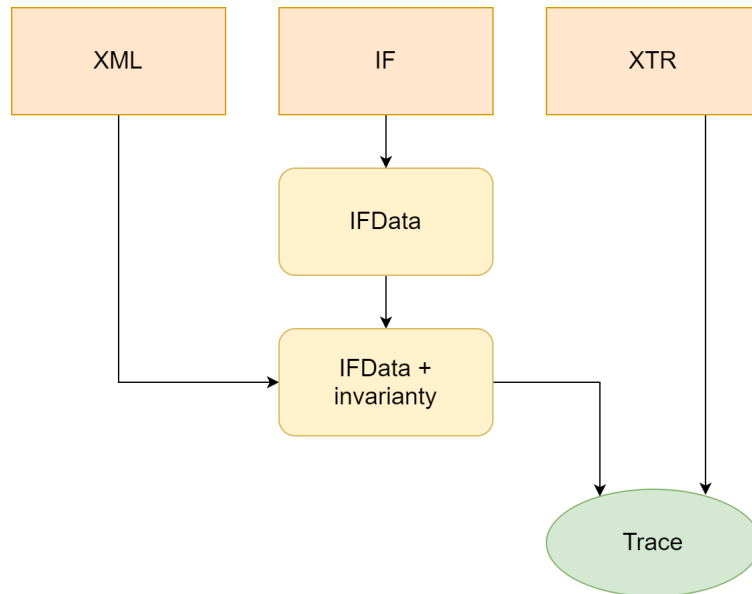 XML
IF
XTR
IFData
IFData +
invarianty
Trace